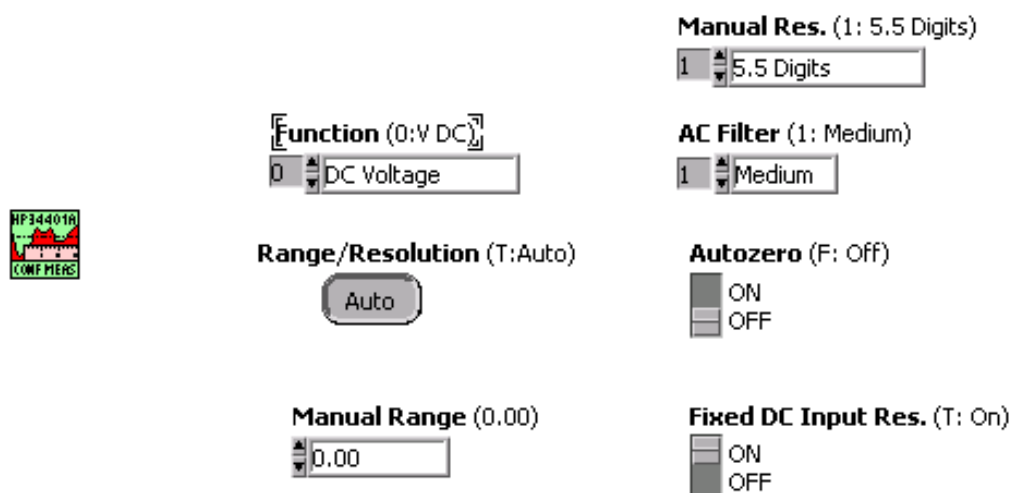 Manual Res. (1: 5.5 Digits)
1 5.5 Digits
Function (0:V DC)
0 DC Voltage
AC Filter (1: Medium)
1 Medium
HP34401A
CONF MEAS
Range/Resolution (T:Auto)
Auto
Autozero (F: Off)
ON
OFF
Manual Range (0.00)
0.00
Fixed DC Input Res. (T: On)
ON
OFF